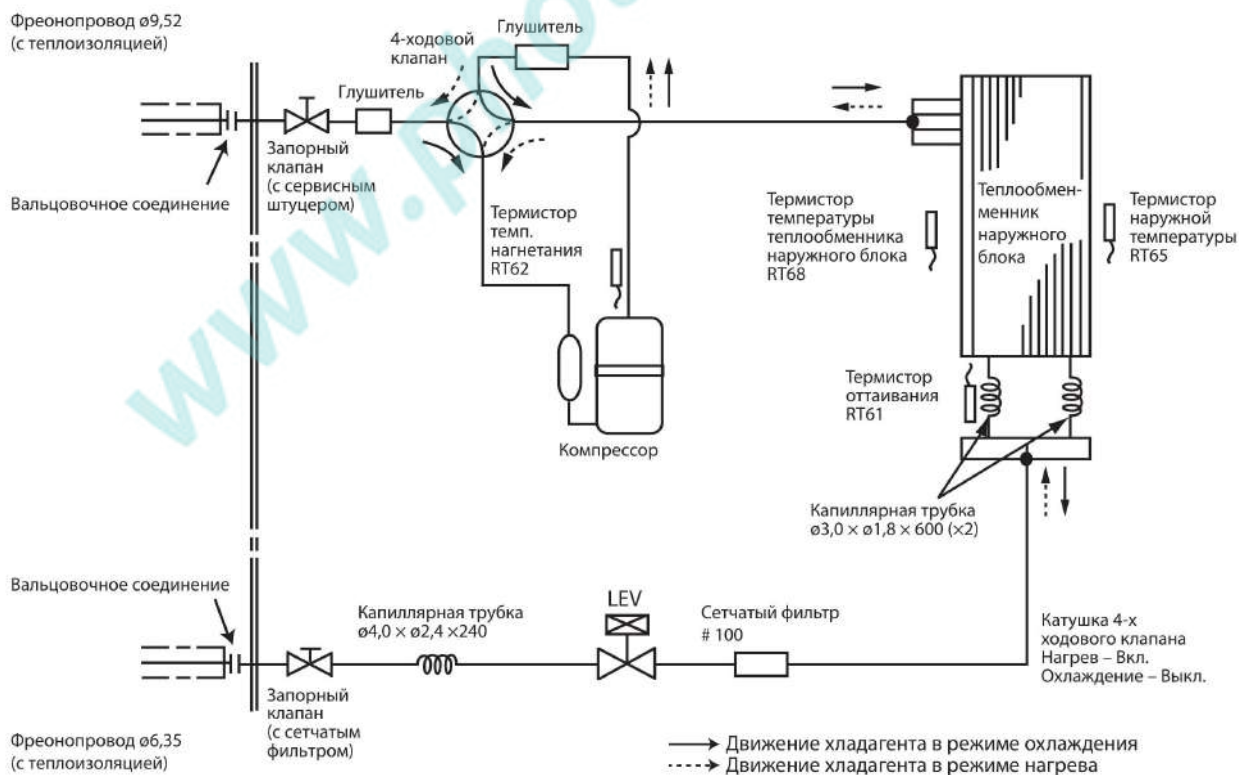 Фреонопровод ø9,52
(с теплоизоляцией)
4-ходовой
клапан
Глушитель
Глушитель
Запорный
клапан
(с сервисным
штуцером)
Вальцовочное соединение
Термистор
темп.
нагнетания
RT62
Термистор
температуры
теплообменника
наружного блока
RT68
Теплообмен-
менник
наружного
блока
Термистор
наружной
температуры
RT65
Термистор
оттаивания
RT61
Компрессор
Капиллярная трубка
ø3,0 × ø1,8 × 600 (×2)
Вальцовочное соединение
Капиллярная трубка
ø4,0 × ø2,4 ×240
LEV
Сетчатый фильтр
# 100
Катушка 4-х
ходового клапана
Нагрев – Вкл.
Охлаждение – Выкл.
Запорный
клапан
(с сетчатым
фильтром)
Фреонопровод ø6,35
(с теплоизоляцией)
Движение хладагента в режиме охлаждения
Движение хладагента в режиме нагрева